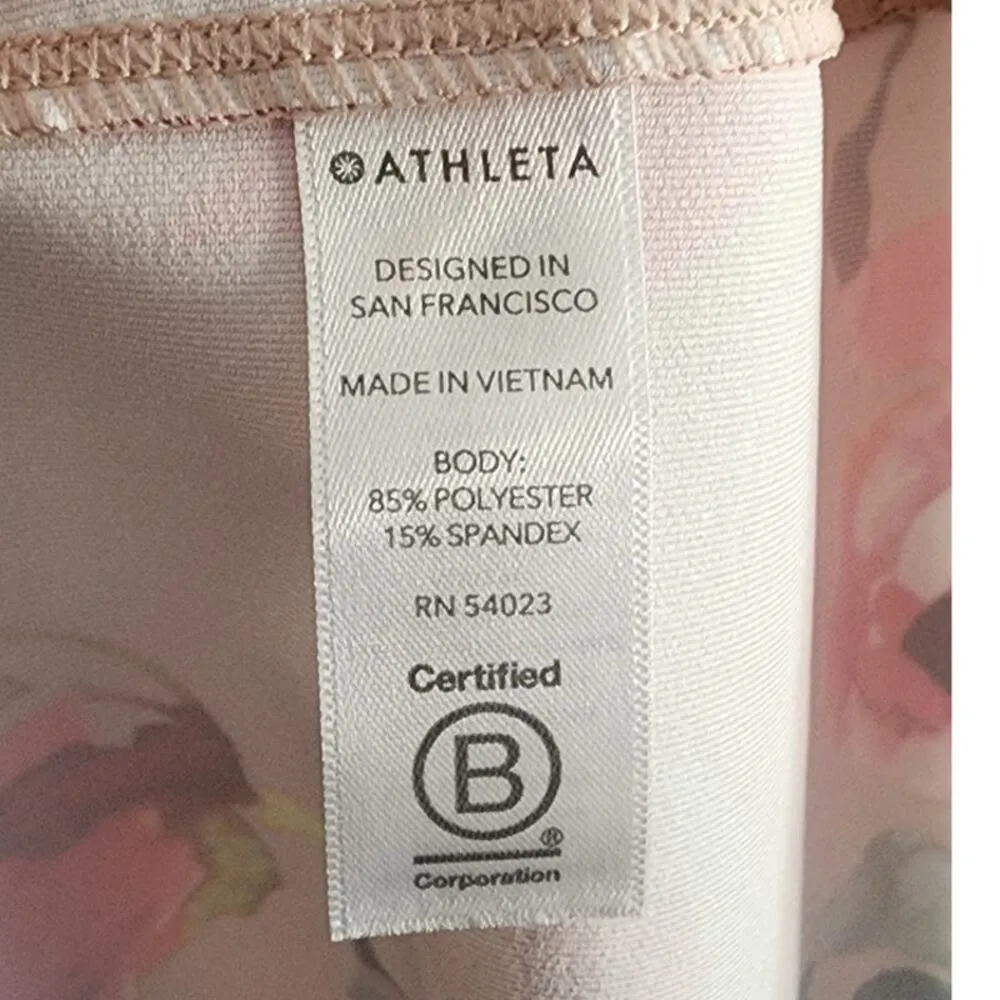 ATHLETA
DESIGNED IN
SAN FRANCISCO
MADE IN VIETNAM
BODY:
85% POLYESTER
15% SPANDEX
RN 54023
Certified
B
®
Corporation